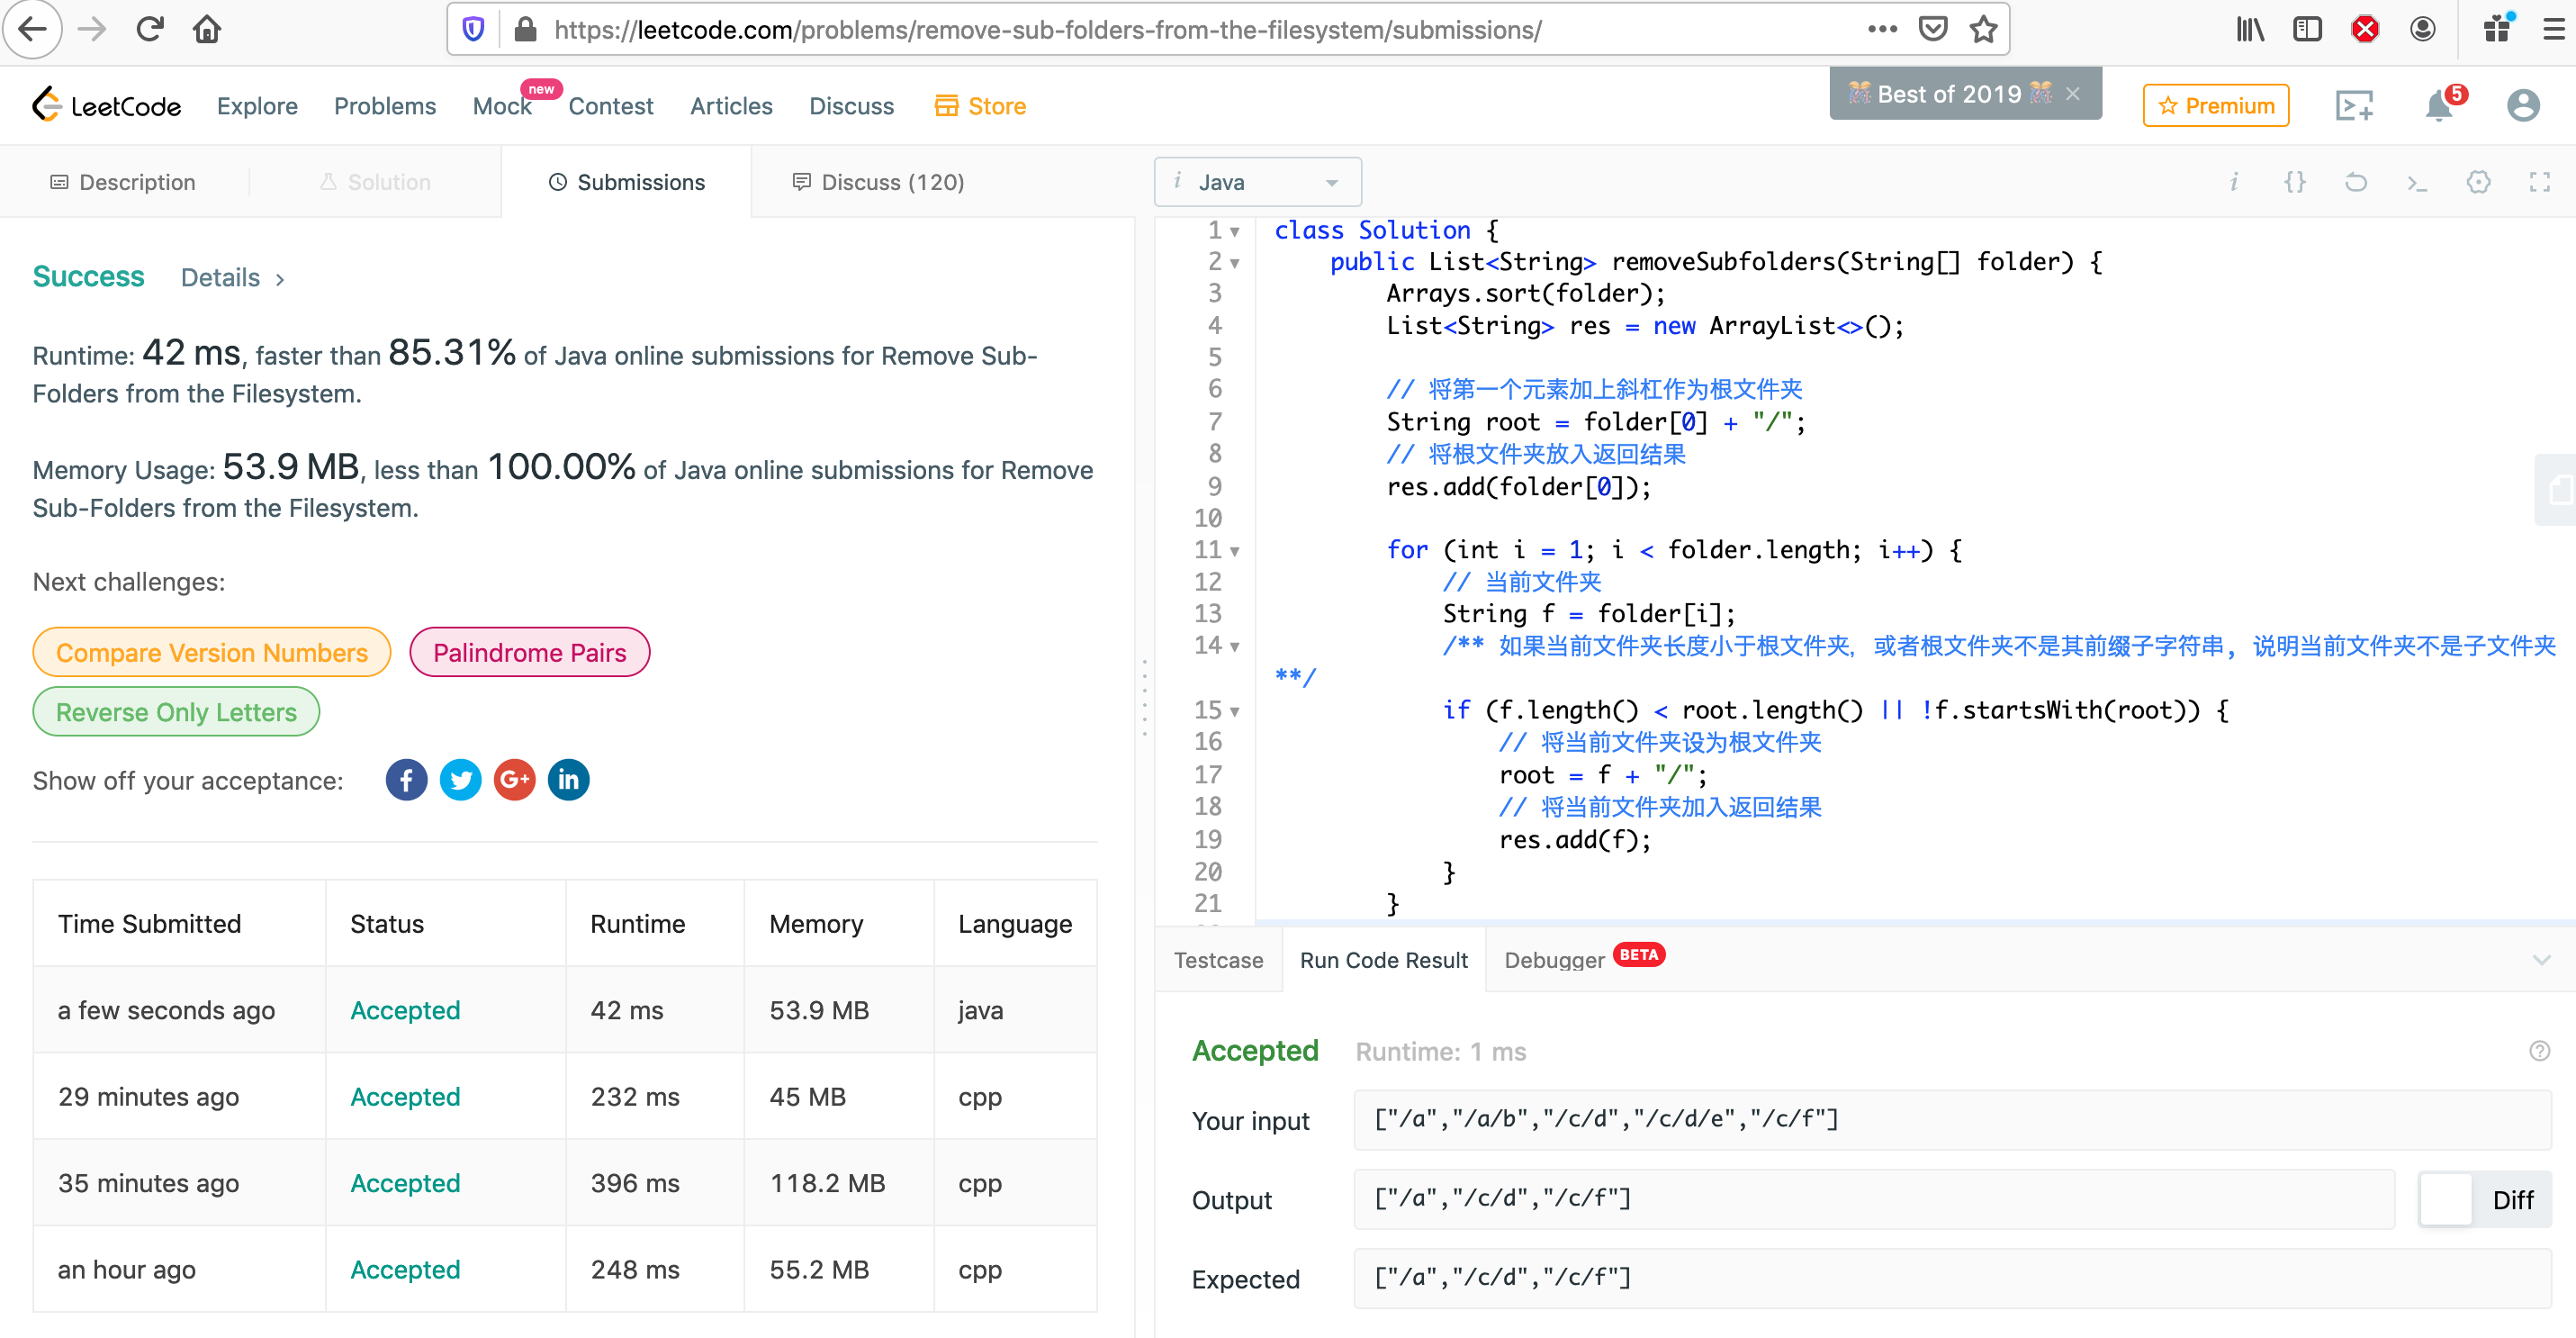 https://leetcode.com/problems/remove-sub-folders-from-the-filesystem/submissions/
LeetCode Explore Problems Mock new Contest Articles Discuss Store Best of 2019 × Premium 5
Description Solution Submissions Discuss (120)
Success Details >
Runtime: 42 ms, faster than 85.31% of Java online submissions for Remove Sub-
Folders from the Filesystem.
Memory Usage: 53.9 MB, less than 100.00% of Java online submissions for Remove
Sub-Folders from the Filesystem.
Next challenges:
Compare Version Numbers Palindrome Pairs
Reverse Only Letters
Show off your acceptance: f G+ in
Time Submitted Status Runtime Memory Language
a few seconds ago Accepted 42 ms 53.9 MB java
29 minutes ago Accepted 232 ms 45 MB cpp
35 minutes ago Accepted 396 ms 118.2 MB cpp
an hour ago Accepted 248 ms 55.2 MB cpp
i Java i {}
1 class Solution {
2 public List<String> removeSubfolders(String[] folder) {
3 Arrays.sort(folder);
4 List<String> res = new ArrayList<>();
5
6 // 将第一个元素加上斜杠作为根文件夹
7 String root = folder[0] + "/";
8 // 将根文件夹放入返回结果
9 res.add(folder[0]);
10
11 for (int i = 1; i < folder.length; i++) {
12 // 当前文件夹
13 String f = folder[i];
14 /** 如果当前文件夹长度小于根文件夹，或者根文件夹不是其前缀子字符串，说明当前文件夹不是子文件夹
**/
15 if (f.length() < root.length() || !f.startsWith(root)) {
16 // 将当前文件夹设为根文件夹
17 root = f + "/";
18 // 将当前文件夹加入返回结果
19 res.add(f);
20 }
21 }
Testcase Run Code Result Debugger BETA
Accepted Runtime: 1 ms
Your input ["/a","/a/b","/c/d","/c/d/e","/c/f"]
Output ["/a","/c/d","/c/f"] Diff
Expected ["/a","/c/d","/c/f"]